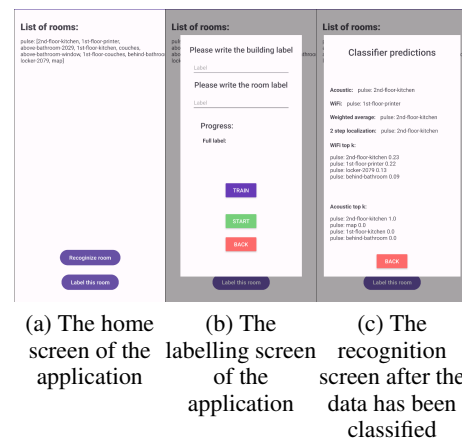 List of rooms:
pulse: [2nd-floor-kitchen, 1st-floor-printer,
above-bathroom-2029, 1st-floor-kitchen, couches,
above-bathroom-window, 1st-floor-couches, behind-bathroom
locker-2079, map]
Recoginize room
Label this room
List of rooms:
Please write the building label
Label
Please write the room label
Label
Progress:
Full label:
TRAIN
START
BACK
Label this room
List of rooms:
Classifier predictions
Acoustic: pulse: 2nd-floor-kitchen
WiFi: pulse: 1st-floor-printer
Weighted average: pulse: 2nd-floor-kitchen
2 step localization: pulse: 2nd-floor-kitchen
WiFi top k:
pulse: 2nd-floor-kitchen 0.23
pulse: 1st-floor-printer 0.22
pulse: locker-2079 0.13
pulse: behind-bathroom 0.09
Acoustic top k:
pulse: 2nd-floor-kitchen 1.0
pulse: map 0.0
pulse: 1st-floor-kitchen 0.0
pulse: behind-bathroom 0.0
BACK
Label this room
(a) The home
screen of the
application
(b) The
labelling screen
of the
application
(c) The
recognition
screen after the
data has been
classified